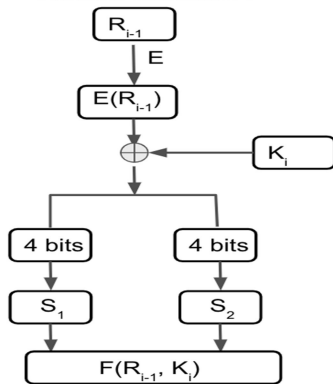 R_{i-1}
E
E(R_{i-1})
K_i
4 bits 4 bits
S_1 S_2
F(R_{i-1}, K_i)